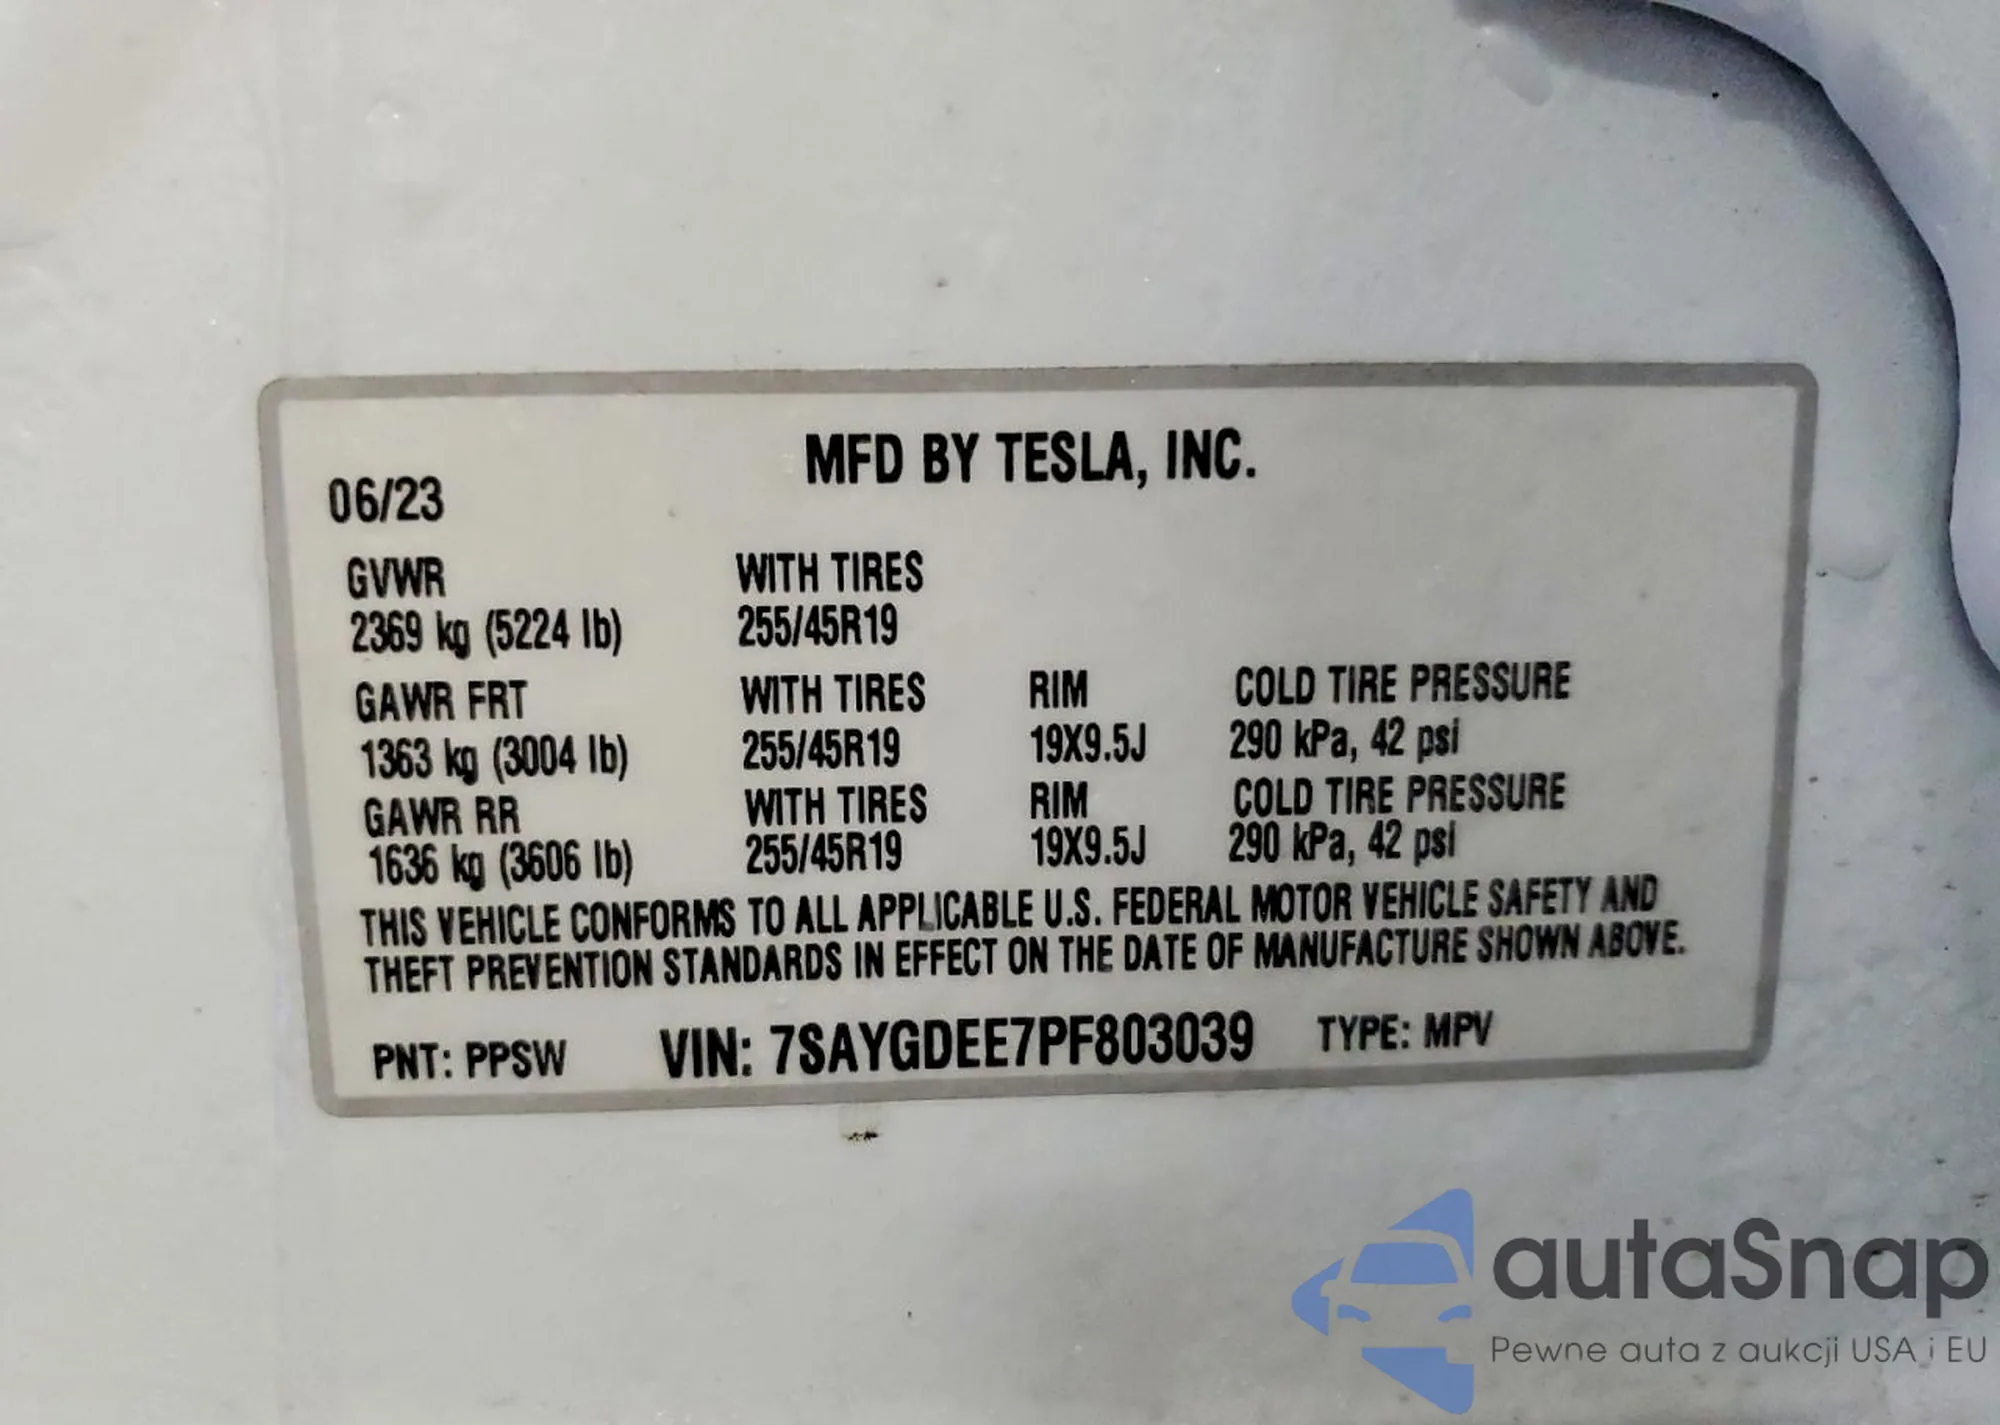 MFD BY TESLA, INC.
06/23
GVWR WITH TIRES
2369 kg (5224 lb) 255/45R19
GAWR FRT WITH TIRES RIM COLD TIRE PRESSURE
1363 kg (3004 lb) 255/45R19 19X9.5J 290 kPa, 42 psi
GAWR RR WITH TIRES RIM COLD TIRE PRESSURE
1636 kg (3606 lb) 255/45R19 19X9.5J 290 kPa, 42 psi
THIS VEHICLE CONFORMS TO ALL APPLICABLE U.S. FEDERAL MOTOR VEHICLE SAFETY AND
THEFT PREVENTION STANDARDS IN EFFECT ON THE DATE OF MANUFACTURE SHOWN ABOVE.
PNT: PPSW VIN: 7SAYGDEE7PF803039 TYPE: MPV
autaSnap
Pewne auta z aukcji USA i EU